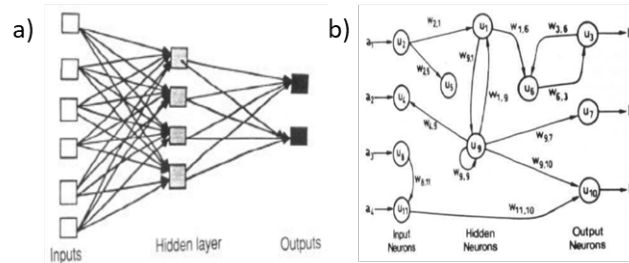 a)
Inputs
Hidden layer
Outputs
b)
a₁
u₂
w₂,₁
u₁
w₁,₆
w₃,₆
u₃
w₂,₅
u₅
w₉,₁
w₁,₉
u₆
w₆,₃
a₂
u₄
u₉
w₉,₇
u₇
w₉,₉
w₉,₁₀
a₃
u₈
w₈,₁₁
a₄
u₁₁
w₁₁,₁₀
u₁₀
Input
Neurons
Hidden
Neurons
Output
Neurons